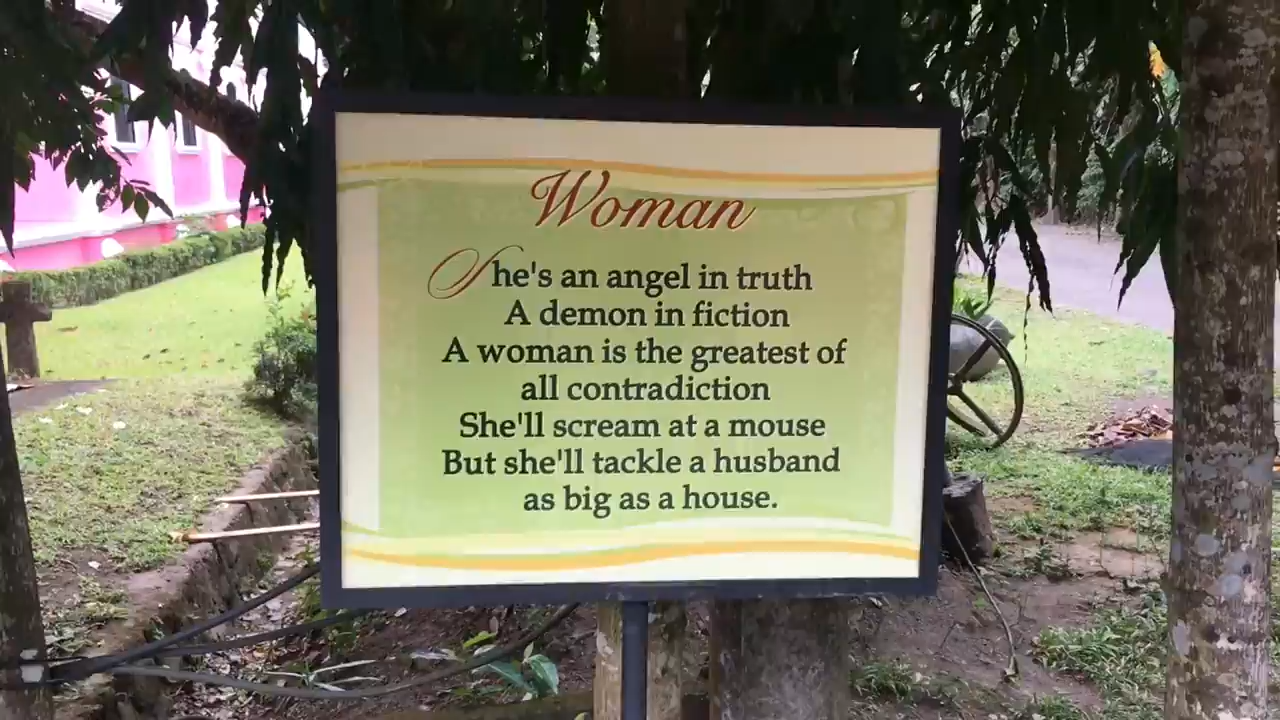 Woman
She's an angel in truth
A demon in fiction
A woman is the greatest of
all contradiction
She'll scream at a mouse
But she'll tackle a husband
as big as a house.